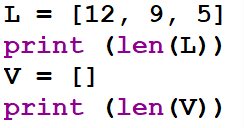 L = [12, 9, 5]
print (len(L))
V = []
print (len(V))